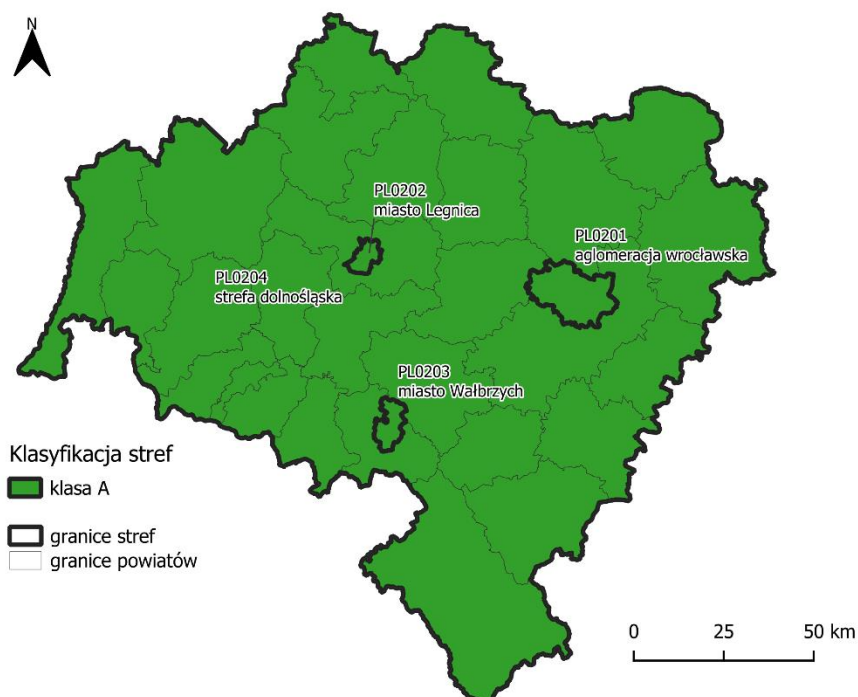 N
PL0202
miasto Legnica
PL0201
aglomeracja wrocławska
PL0204
strefa dolnośląska
PL0203
miasto Wałbrzych
Klasyfikacja stref
klasa A
granice stref
granice powiatów
0 25 50 km